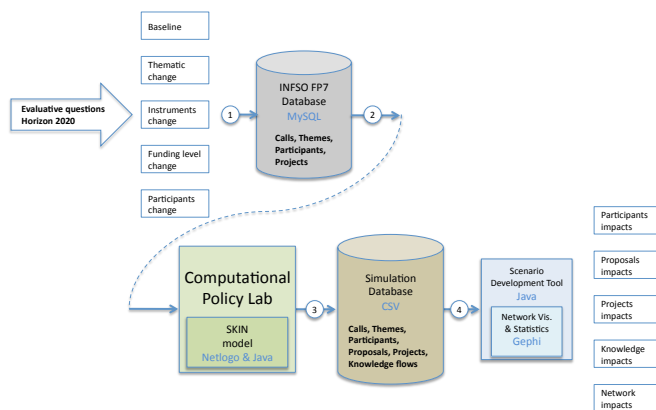 Baseline
Thematic
change
Evaluative questions
Horizon 2020
Instruments
change
Funding level
change
Participants
change
1
INFSO FP7
Database
MySQL
Calls, Themes,
Participants,
Projects
2
Computational
Policy Lab
SKIN
model
Netlogo & Java
3
Simulation
Database
CSV
Calls, Themes,
Participants,
Proposals, Projects,
Knowledge flows
4
Scenario
Development Tool
Java
Network Vis.
& Statistics
Gephi
Participants
impacts
Proposals
impacts
Projects
impacts
Knowledge
impacts
Network
impacts